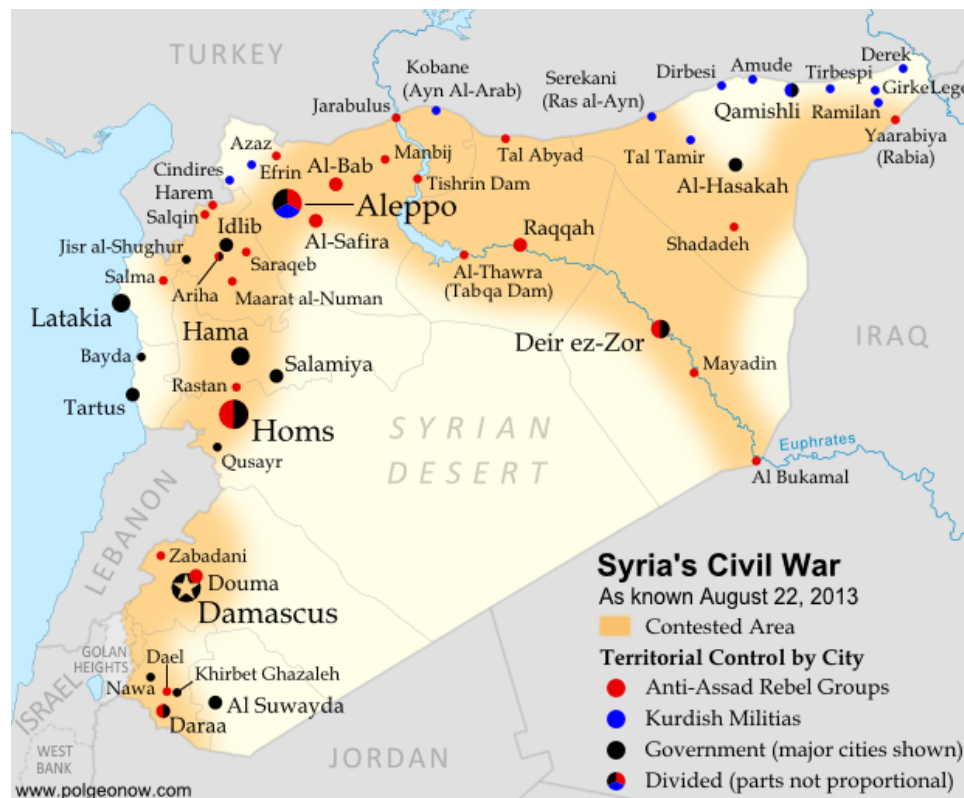 TURKEY
Kobane
(Ayn Al-Arab)
Jarabulus
Serekani
(Ras al-Ayn)
Dirbesi
Amude
Tirbespi
Derek
GirkeLege
Qamishli
Ramilan
Yaarabiya
(Rabia)
Azaz
Cindires
Efrin
Harem
Salqin
Al-Bab
Manbij
Tal Abyad
Tal Tamir
Tishrin Dam
Al-Hasakah
Aleppo
Idlib
Al-Safira
Raqqah
Shadadeh
Jisr al-Shughur
Saraqeb
Salma
Ariha
Maarat al-Numan
Al-Thawra
(Tabqa Dam)
Latakia
Hama
Deir ez-Zor
IRAQ
Bayda
Salamiya
Mayadin
Tartus
Rastan
Homs
SYRIAN
DESERT
Qusayr
Euphrates
Al Bukamal
LEBANON
Zabadani
Douma
Damascus
GOLAN
HEIGHTS
Dael
Khirbet Ghazaleh
Nawa
ISRAEL
Al Suwayda
Daraa
WEST
BANK
JORDAN
www.polgeonow.com
Syria's Civil War
As known August 22, 2013
Contested Area
Territorial Control by City
Anti-Assad Rebel Groups
Kurdish Militias
Government (major cities shown)
Divided (parts not proportional)